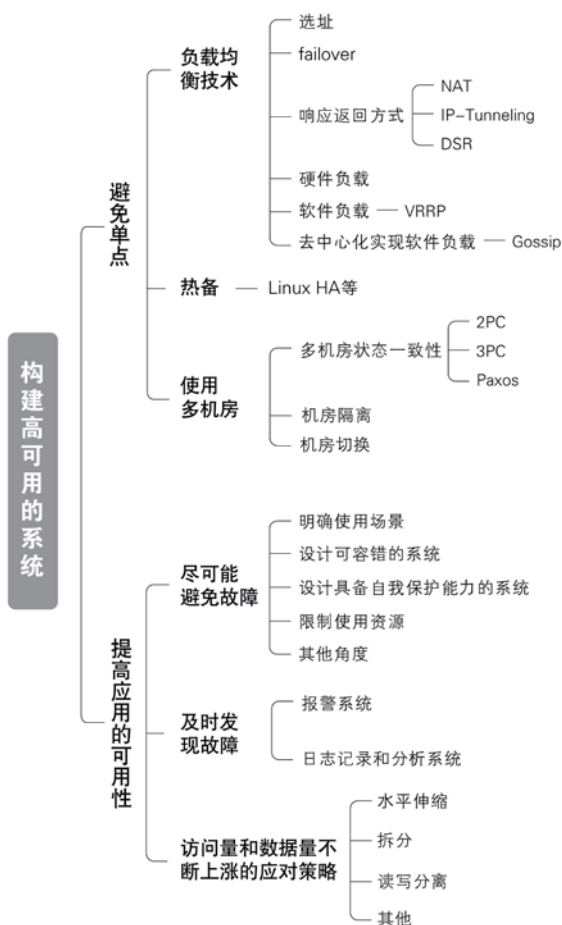 构建高可用的系统
避免单点
负载均
衡技术
选址
failover
响应返回方式
NAT
IP-Tunneling
DSR
硬件负载
软件负载
VRRP
去中心化实现软件负载
Gossip
热备
Linux HA等
使用
多机房
多机房状态一致性
2PC
3PC
Paxos
机房隔离
机房切换
提高应用的可用性
尽可能
避免故障
明确使用场景
设计可容错的系统
设计具备自我保护能力的系统
限制使用资源
其他角度
及时发
现故障
报警系统
日志记录和分析系统
访问量和数据量不
断上涨的应对策略
水平伸缩
拆分
读写分离
其他